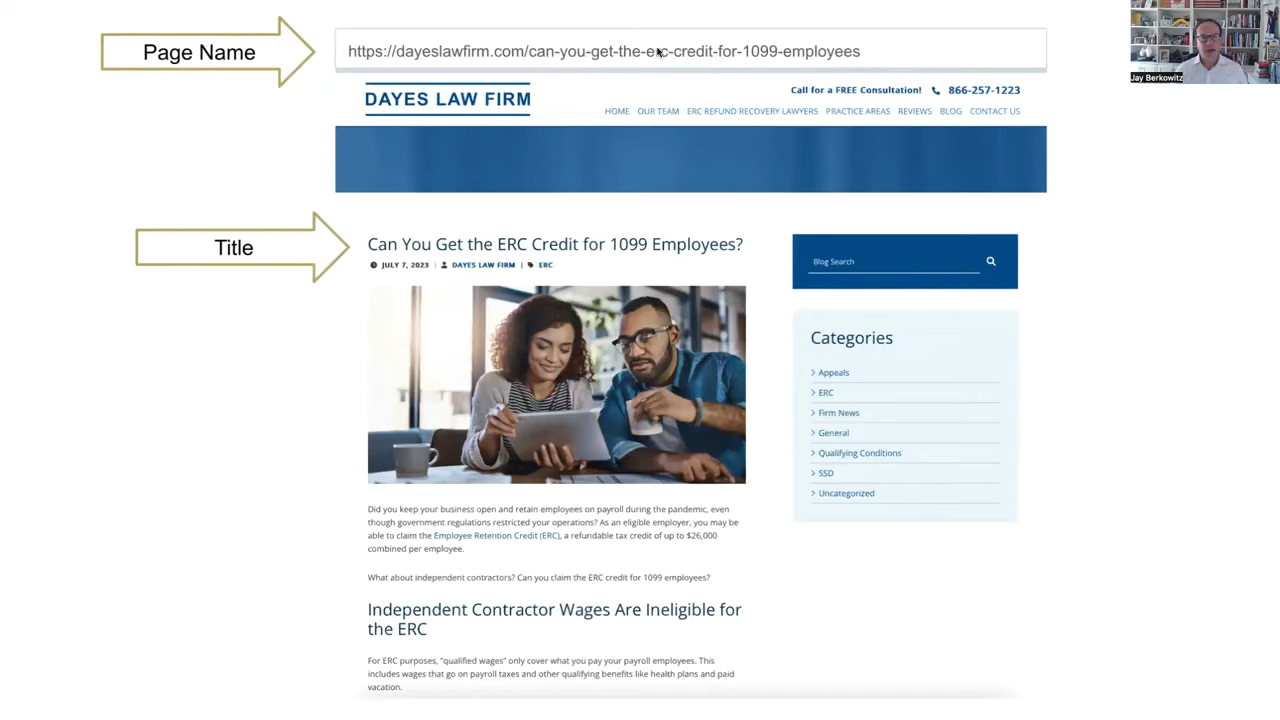 Page Name
https://dayeslawfirm.com/can-you-get-the-erc-credit-for-1099-employees
Jay Berkowitz
DAYES LAW FIRM
Call for a FREE Consultation! 866-257-1223
HOME OUR TEAM ERC REFUND RECOVERY LAWYERS PRACTICE AREAS REVIEWS BLOG CONTACT US
Title
Can You Get the ERC Credit for 1099 Employees?
JULY 7, 2023 | DAYES LAW FIRM | ERC
Blog Search
Categories
Appeals
ERC
Firm News
General
Qualifying Conditions
SSD
Uncategorized
Did you keep your business open and retain employees on payroll during the pandemic, even
though government regulations restricted your operations? As an eligible employer, you may be
able to claim the Employee Retention Credit (ERC), a refundable tax credit of up to $26,000
combined per employee.
What about independent contractors? Can you claim the ERC credit for 1099 employees?
Independent Contractor Wages Are Ineligible for
the ERC
For ERC purposes, “qualified wages” only cover what you pay your payroll employees. This
includes wages that go on payroll taxes and other qualifying benefits like health plans and paid
vacation.